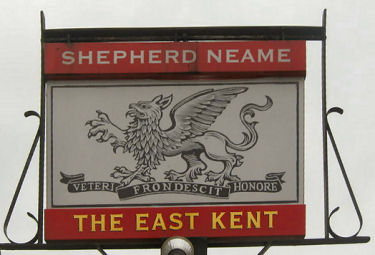 SHEPHERD NEAME
VETERI FRONDESCIT HONORE
THE EAST KENT